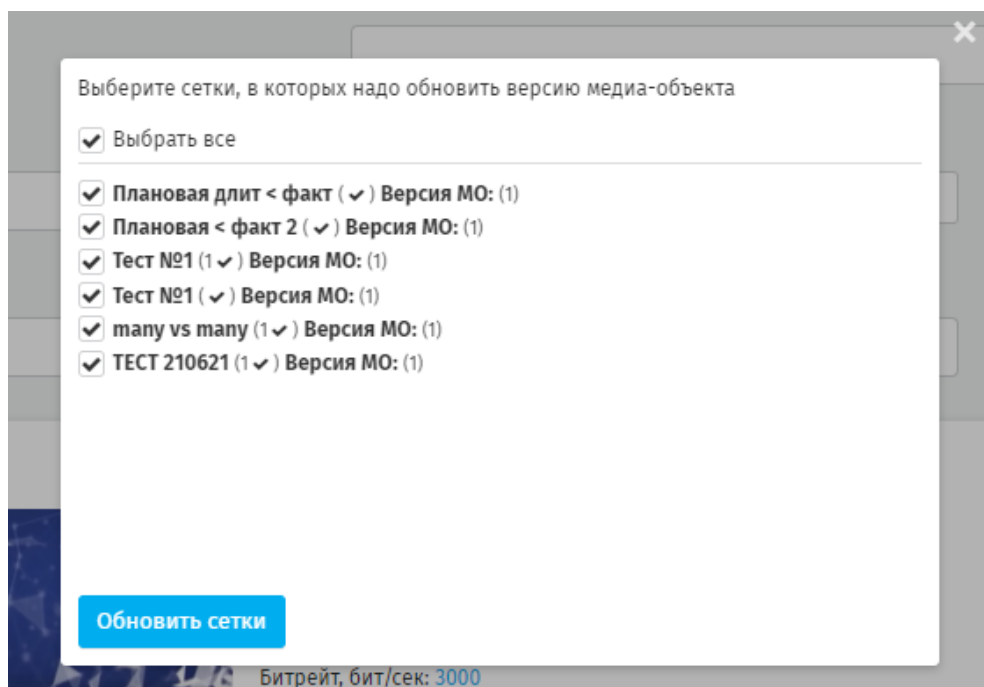 Выберите сетки, в которых надо обновить версию медиа-объекта
Выбрать все
Плановая длит < факт ( ✔ ) Версия МО: (1)
Плановая < факт 2 ( ✔ ) Версия МО: (1)
Тест №1 (1 ✔ ) Версия МО: (1)
Тест №1 ( ✔ ) Версия МО: (1)
many vs many (1 ✔ ) Версия МО: (1)
ТЕСТ 210621 (1 ✔ ) Версия МО: (1)
Обновить сетки
Битрейт, бит/сек: 3000